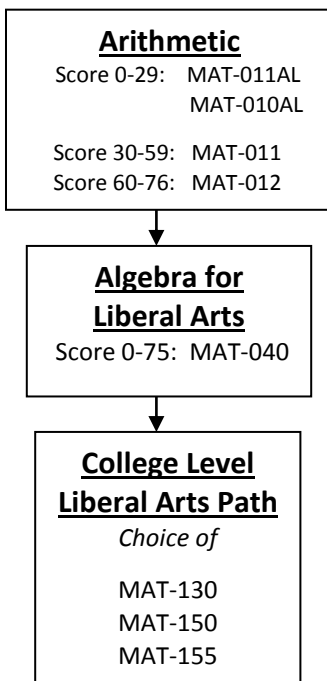 Arithmetic
Score 0-29: MAT-011AL
MAT-010AL
Score 30-59: MAT-011
Score 60-76: MAT-012
Algebra for
Liberal Arts
Score 0-75: MAT-040
College Level
Liberal Arts Path
Choice of
MAT-130
MAT-150
MAT-155